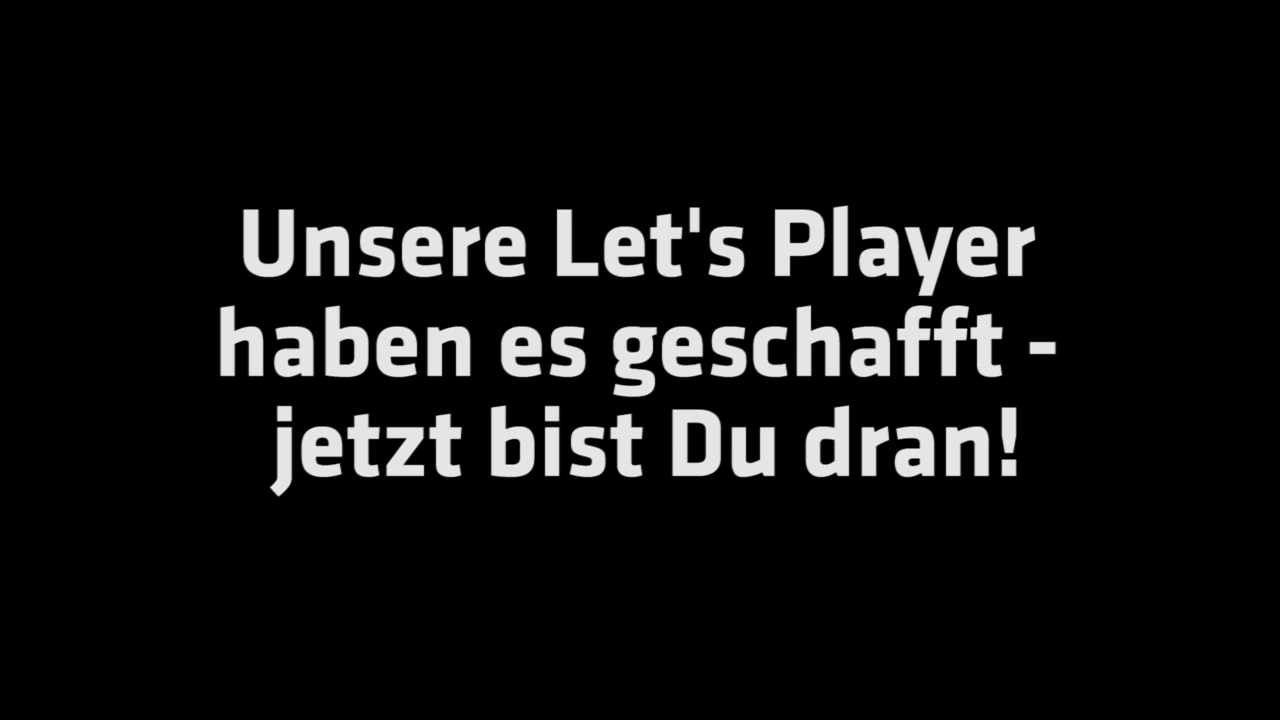 Unsere Let's Player
haben es geschafft -
jetzt bist Du dran!